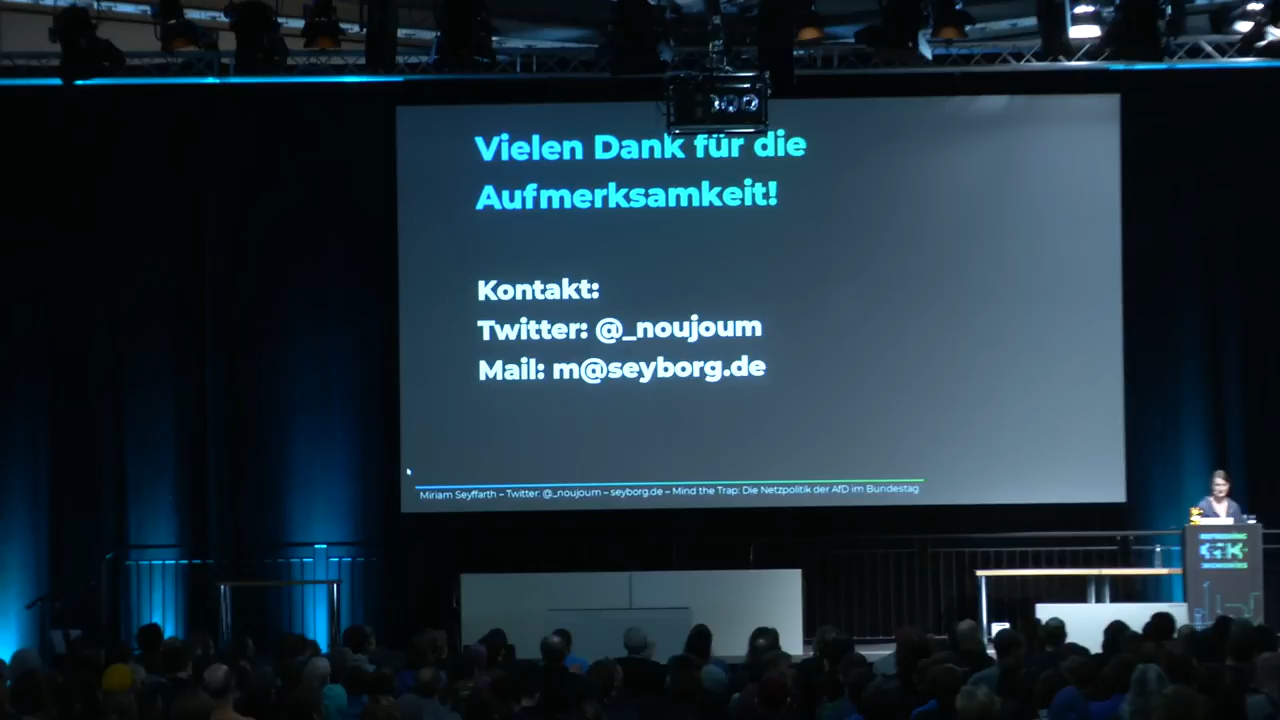 Vielen Dank für die
Aufmerksamkeit!
Kontakt:
Twitter: @_noujoum
Mail: m@seyborg.de
Miriam Seyffarth – Twitter: @_noujoum – seyborg.de – Mind the Trap: Die Netzpolitik der AfD im Bundestag